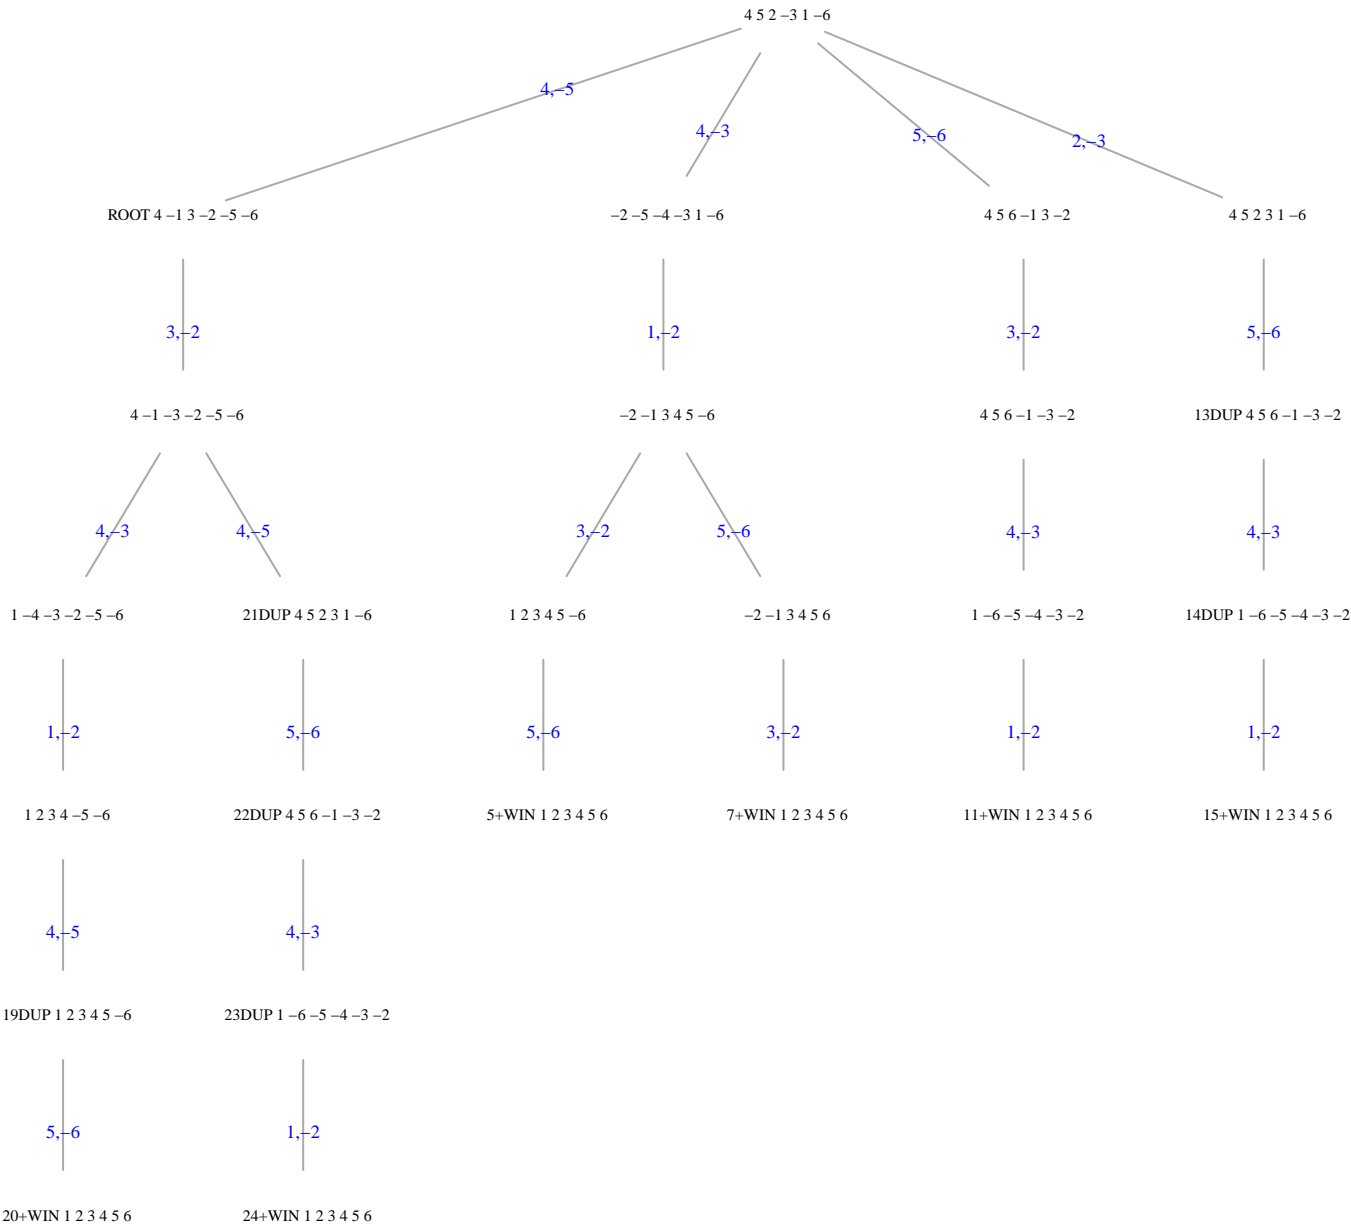 4 5 2 −3 1 −6
4,−5
4,−3
5,−6
2,−3
ROOT 4 −1 3 −2 −5 −6
−2 −5 −4 −3 1 −6
4 5 6 −1 3 −2
4 5 2 3 1 −6
3,−2
1,−2
3,−2
5,−6
4 −1 −3 −2 −5 −6
−2 −1 3 4 5 −6
4 5 6 −1 −3 −2
13DUP 4 5 6 −1 −3 −2
4,−3
4,−5
3,−2
5,−6
4,−3
4,−3
1 −4 −3 −2 −5 −6
21DUP 4 5 2 3 1 −6
1 2 3 4 5 −6
−2 −1 3 4 5 6
1 −6 −5 −4 −3 −2
14DUP 1 −6 −5 −4 −3 −2
1,−2
5,−6
5,−6
3,−2
1,−2
1,−2
1 2 3 4 −5 −6
22DUP 4 5 6 −1 −3 −2
5+WIN 1 2 3 4 5 6
7+WIN 1 2 3 4 5 6
11+WIN 1 2 3 4 5 6
15+WIN 1 2 3 4 5 6
4,−5
4,−3
19DUP 1 2 3 4 5 −6
23DUP 1 −6 −5 −4 −3 −2
5,−6
1,−2
20+WIN 1 2 3 4 5 6
24+WIN 1 2 3 4 5 6